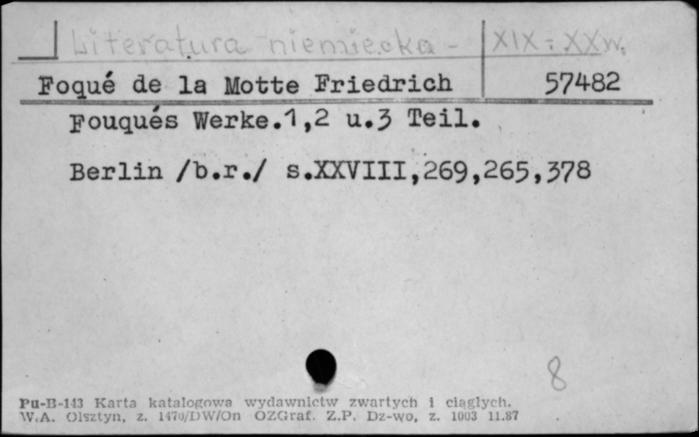 Literatura niemiecka - XIX-XX w.
Foqué de la Motte Friedrich 57482
Fouqués Werke.1,2 u.3 Teil.
Berlin /b.r./ s.XXVIII,269,265,378
8
Pu-B-143 Karta katalogowa wydawnictw zwartych i ciągłych.
W.A. Olsztyn, z. 1470/DW/On OZGraf. Z.P. Dz-wo, z. 1003 11.87